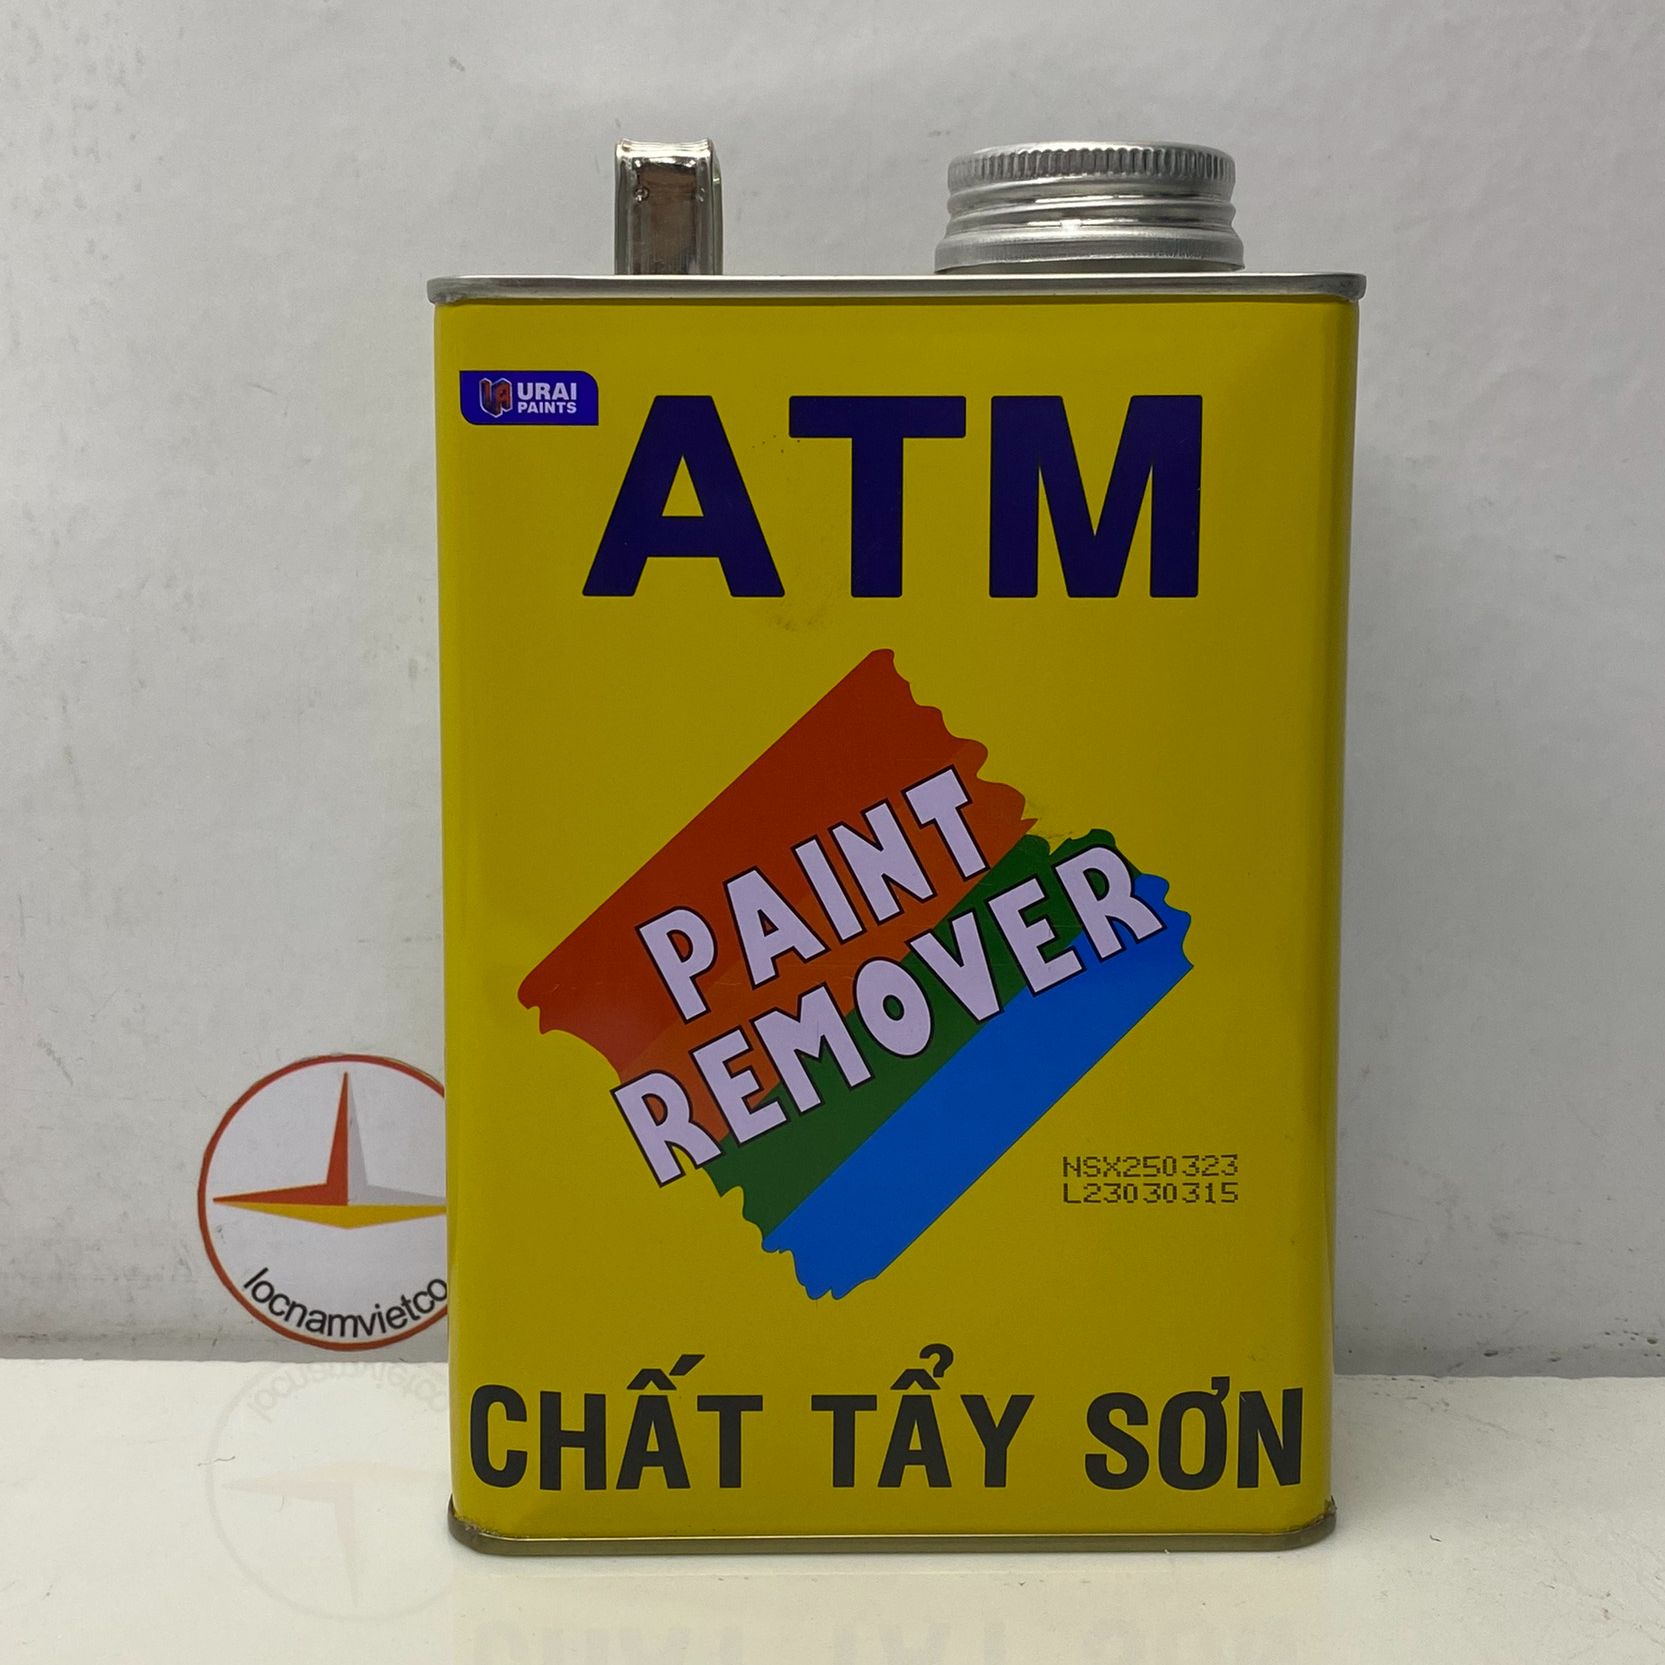 URAI
PAINTS
ATM
PAINT
REMOVER
NSX250323
L23030315
locnamvietco
CHẤT TẨY SƠN